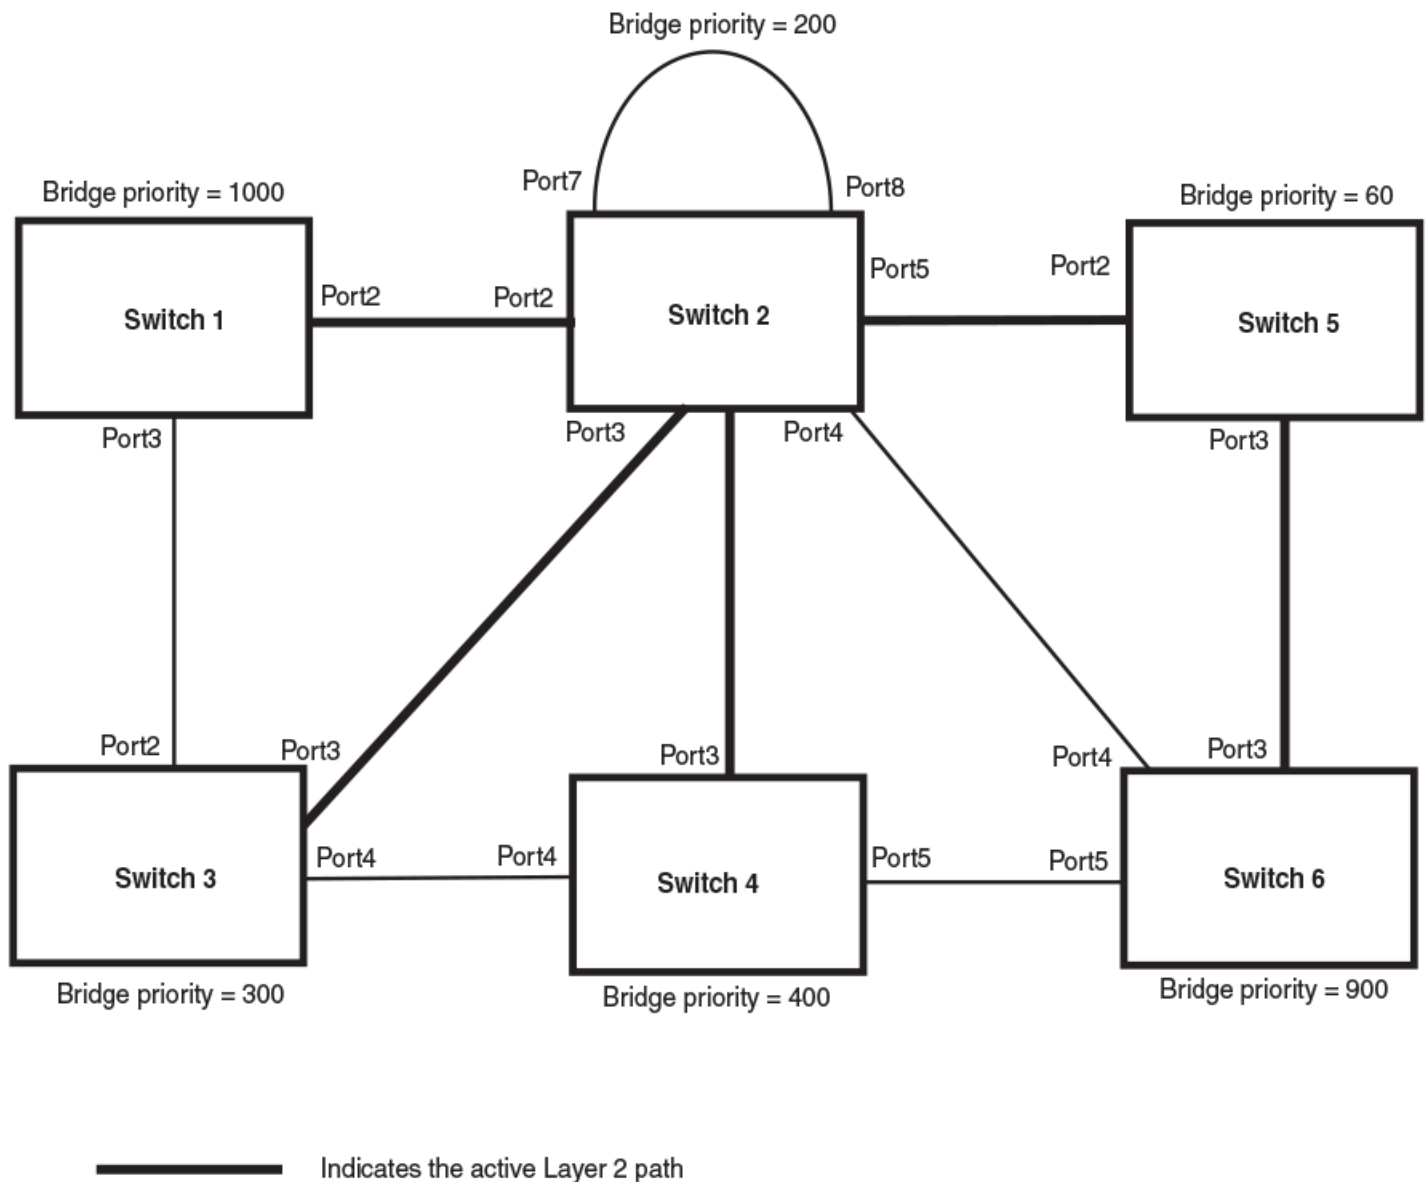 Bridge priority = 200
Port7
Port8
Bridge priority = 1000
Bridge priority = 60
Switch 1
Port2
Port2
Switch 2
Port5
Port2
Switch 5
Port3
Port3
Port4
Port3
Port2
Port3
Port3
Port4
Port3
Switch 3
Port4
Port4
Switch 4
Port5
Port5
Switch 6
Bridge priority = 300
Bridge priority = 400
Bridge priority = 900
Indicates the active Layer 2 path